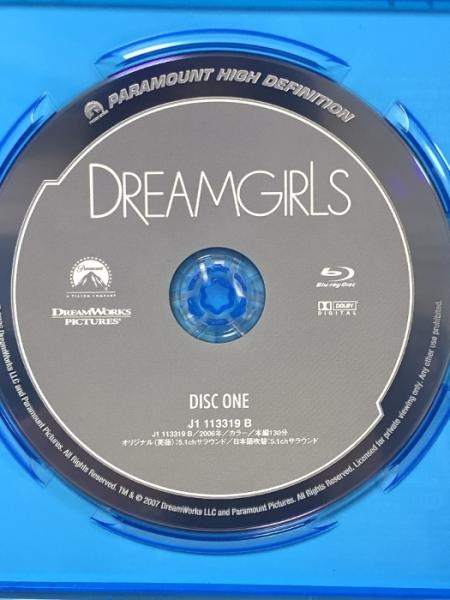 PARAMOUNT HIGH DEFINITION
DREAMGIRLS
Paramount
A VIACOM COMPANY
DREAMWORKS
PICTURES®
Blu-ray Disc
DOLBY
DIGITAL
DISC ONE
J1 113319 B
J1 113319 B/2006年/カラー/本編130分
オリジナル(英語):5.1chサラウンド/日本語吹替:5.1chサラウンド
DreamWorks LLC and Paramount Pictures. All Rights Reserved. TM & © 2007 DreamWorks LLC and Paramount Pictures. All Rights Reserved. Licensed for private viewing only. Any other use prohibited.